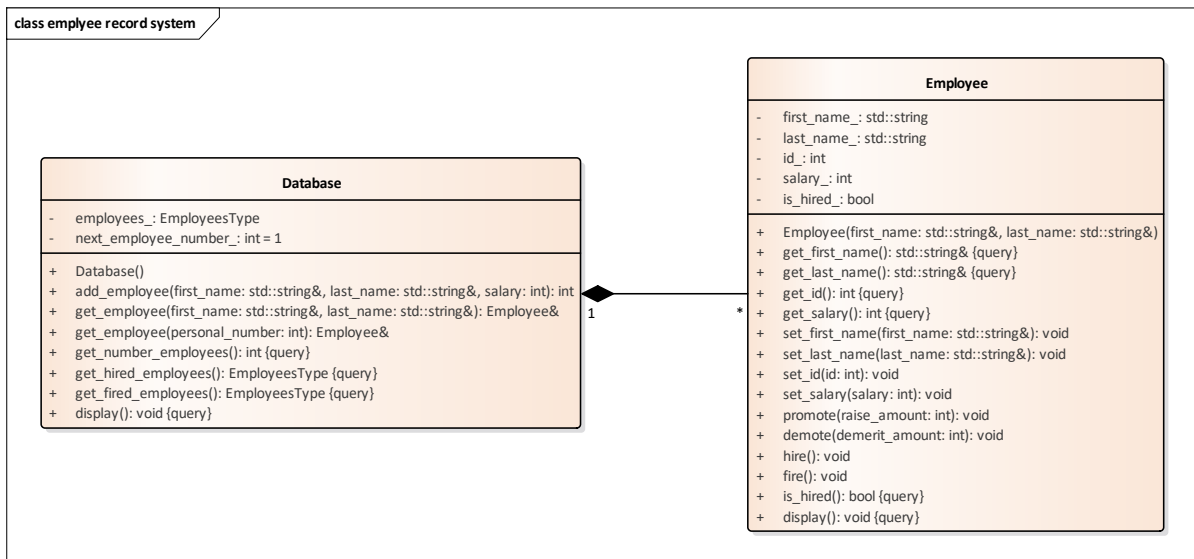 class emplyee record system
Database
- employees_: EmployeesType
- next_employee_number_: int = 1
+ Database()
+ add_employee(first_name: std::string&, last_name: std::string&, salary: int): int
+ get_employee(first_name: std::string&, last_name: std::string&): Employee&
+ get_employee(personal_number: int): Employee&
+ get_number_employees(): int {query}
+ get_hired_employees(): EmployeesType {query}
+ get_fired_employees(): EmployeesType {query}
+ display(): void {query}
1
*
Employee
- first_name_: std::string
- last_name_: std::string
- id_: int
- salary_: int
- is_hired_: bool
+ Employee(first_name: std::string&, last_name: std::string&)
+ get_first_name(): std::string& {query}
+ get_last_name(): std::string& {query}
+ get_id(): int {query}
+ get_salary(): int {query}
+ set_first_name(first_name: std::string&): void
+ set_last_name(last_name: std::string&): void
+ set_id(id: int): void
+ set_salary(salary: int): void
+ promote(raise_amount: int): void
+ demote(demerit_amount: int): void
+ hire(): void
+ fire(): void
+ is_hired(): bool {query}
+ display(): void {query}